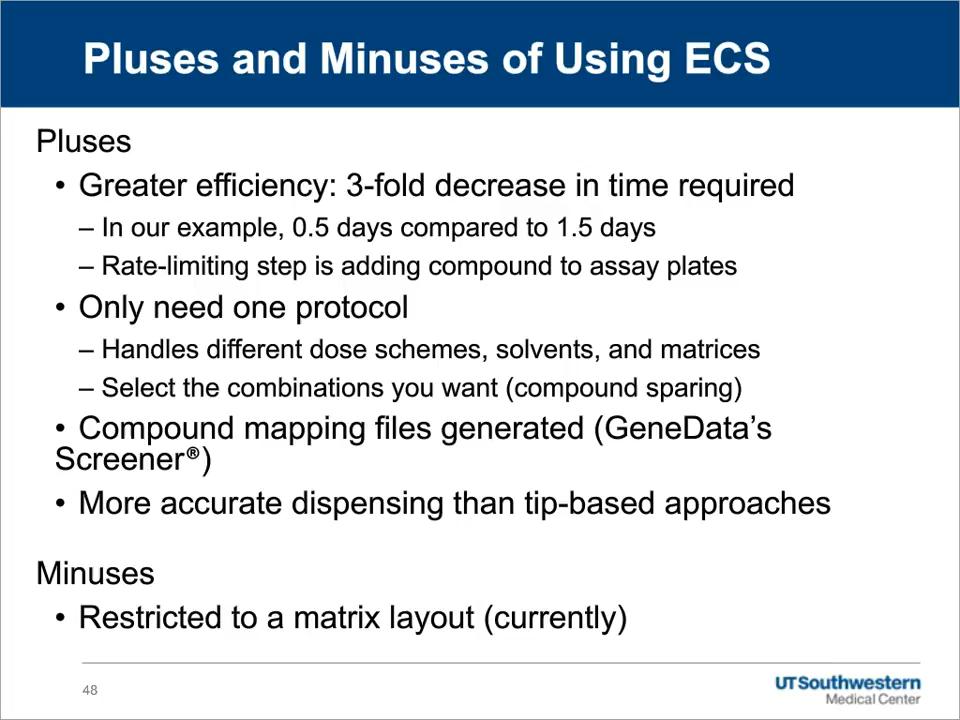 Pluses and Minuses of Using ECS
Pluses
• Greater efficiency: 3-fold decrease in time required
– In our example, 0.5 days compared to 1.5 days
– Rate-limiting step is adding compound to assay plates
• Only need one protocol
– Handles different dose schemes, solvents, and matrices
– Select the combinations you want (compound sparing)
• Compound mapping files generated (GeneData’s
Screener®)
• More accurate dispensing than tip-based approaches
Minuses
• Restricted to a matrix layout (currently)
48
UT Southwestern
Medical Center